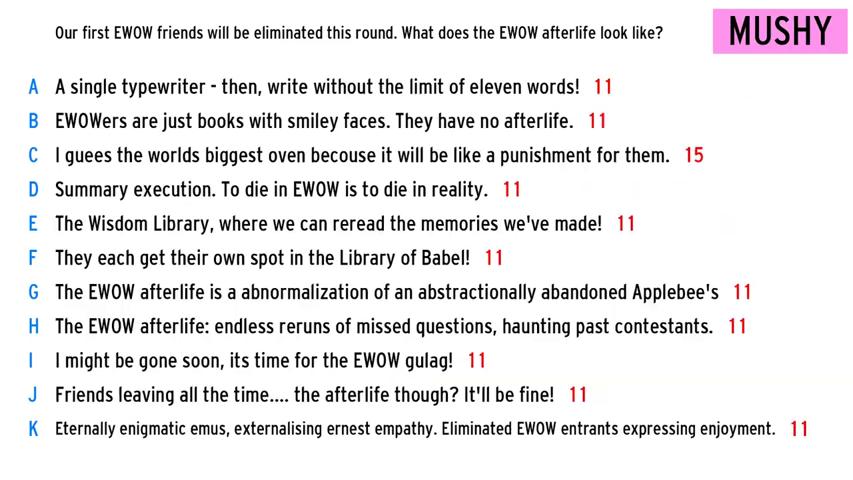 Our first EWOW friends will be eliminated this round. What does the EWOW afterlife look like?
MUSHY
A A single typewriter - then, write without the limit of eleven words! 11
B EWOWers are just books with smiley faces. They have no afterlife. 11
C I guees the worlds biggest oven becouse it will be like a punishment for them. 15
D Summary execution. To die in EWOW is to die in reality. 11
E The Wisdom Library, where we can reread the memories we've made! 11
F They each get their own spot in the Library of Babel! 11
G The EWOW afterlife is a abnormalization of an abstractionally abandoned Applebee's 11
H The EWOW afterlife: endless reruns of missed questions, haunting past contestants. 11
I I might be gone soon, its time for the EWOW gulag! 11
J Friends leaving all the time.... the afterlife though? It'll be fine! 11
K Eternally enigmatic emus, externalising ernest empathy. Eliminated EWOW entrants expressing enjoyment. 11